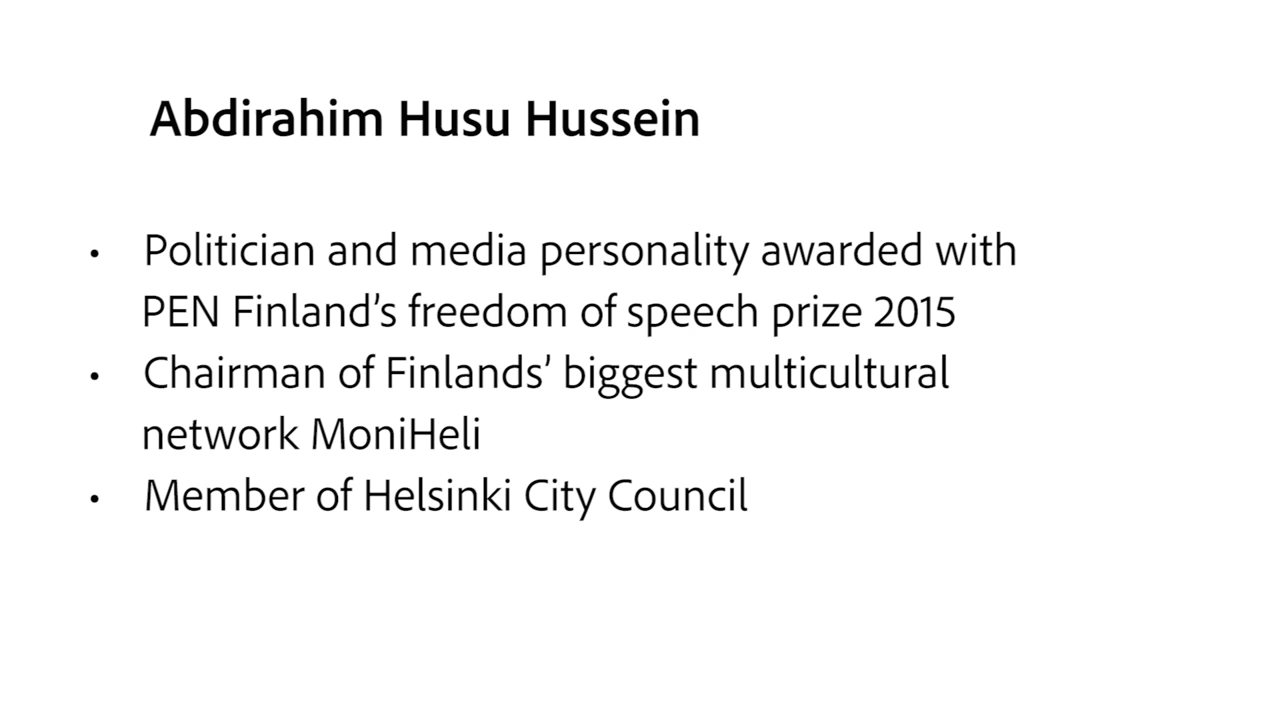 Abdirahim Husu Hussein
• Politician and media personality awarded with
PEN Finland’s freedom of speech prize 2015
• Chairman of Finlands’ biggest multicultural
network MoniHeli
• Member of Helsinki City Council